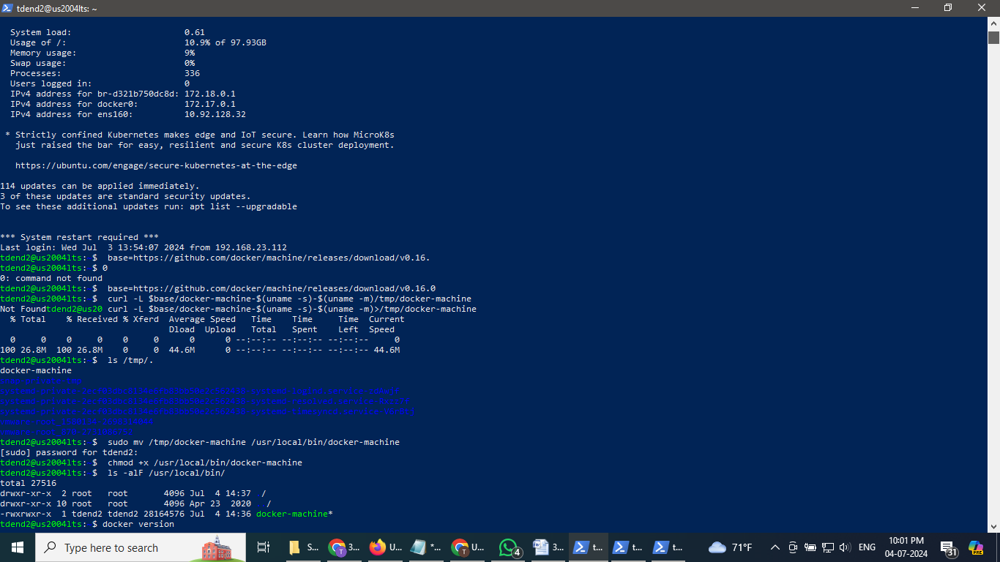 tdend2@us2004lts: ~
System load: 0.61
Usage of /: 10.9% of 97.93GB
Memory usage: 9%
Swap usage: 0%
Processes: 336
Users logged in: 0
IPv4 address for br-d321b750dc8d: 172.18.0.1
IPv4 address for docker0: 172.17.0.1
IPv4 address for ens160: 10.92.128.32
* Strictly confined Kubernetes makes edge and IoT secure. Learn how MicroK8s
just raised the bar for easy, resilient and secure K8s cluster deployment.
https://ubuntu.com/engage/secure-kubernetes-at-the-edge
114 updates can be applied immediately.
3 of these updates are standard security updates.
To see these additional updates run: apt list --upgradable
*** System restart required ***
Last login: Wed Jul  3 13:54:07 2024 from 192.168.23.112
tdend2@us2004lts:~$  base=https://github.com/docker/machine/releases/download/v0.16.
tdend2@us2004lts:~$ 0
0: command not found
tdend2@us2004lts:~$  base=https://github.com/docker/machine/releases/download/v0.16.0
tdend2@us2004lts:~$  curl -L $base/docker-machine-$(uname -s)-$(uname -m)/tmp/docker-machine
Not Foundtdend2@us20 curl -L $base/docker-machine-$(uname -s)-$(uname -m)>/tmp/docker-machine
% Total    % Received % Xferd  Average Speed   Time    Time     Time  Current
Dload  Upload   Total   Spent    Left  Speed
0     0    0     0    0     0      0      0 --:--:-- --:--:-- --:--:--     0
100 26.8M  100 26.8M    0     0  44.6M      0 --:--:-- --:--:-- --:--:-- 44.6M
tdend2@us2004lts:~$  ls /tmp/.
docker-machine
snap-private-tmp
tdend2@us2004lts:~$  sudo mv /tmp/docker-machine /usr/local/bin/docker-machine
[sudo] password for tdend2:
tdend2@us2004lts:~$  chmod +x /usr/local/bin/docker-machine
tdend2@us2004lts:~$  ls -alF /usr/local/bin/
total 27516
drwxr-xr-x  2 root   root       4096 Jul  4 14:37  /
drwxr-xr-x 10 root   root       4096 Apr 23  2020   /
-rwxrwxr-x  1 tdend2 tdend2 28164576 Jul  4 14:36 docker-machine*
tdend2@us2004lts:~$ docker version
Type here to search
S...
3...
U...
*...
U...
4
3...
t...
t...
t...
71°F
ENG
10:01 PM
04-07-2024
31
PRE